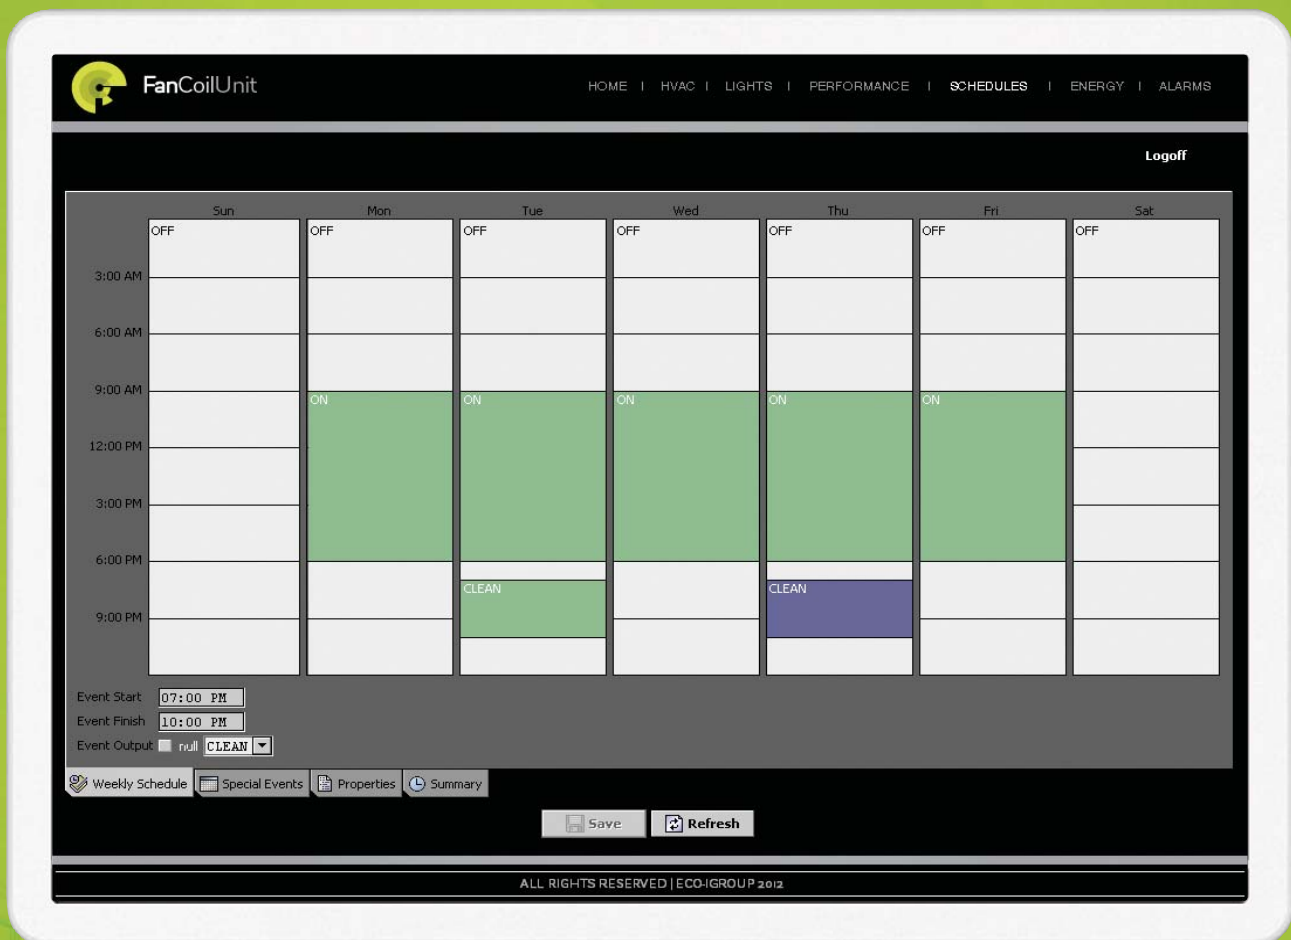 FanCoilUnit
HOME | HVAC | LIGHTS | PERFORMANCE | SCHEDULES | ENERGY | ALARMS
Logoff
Sun Mon Tue Wed Thu Fri Sat
OFF OFF OFF OFF OFF OFF OFF
3:00 AM
6:00 AM
9:00 AM
ON ON ON ON ON
12:00 PM
3:00 PM
6:00 PM
CLEAN CLEAN
9:00 PM
Event Start 07:00 PM
Event Finish 10:00 PM
Event Output null CLEAN
Weekly Schedule Special Events Properties Summary
Save Refresh
ALL RIGHTS RESERVED | ECO-IGROUP 2012